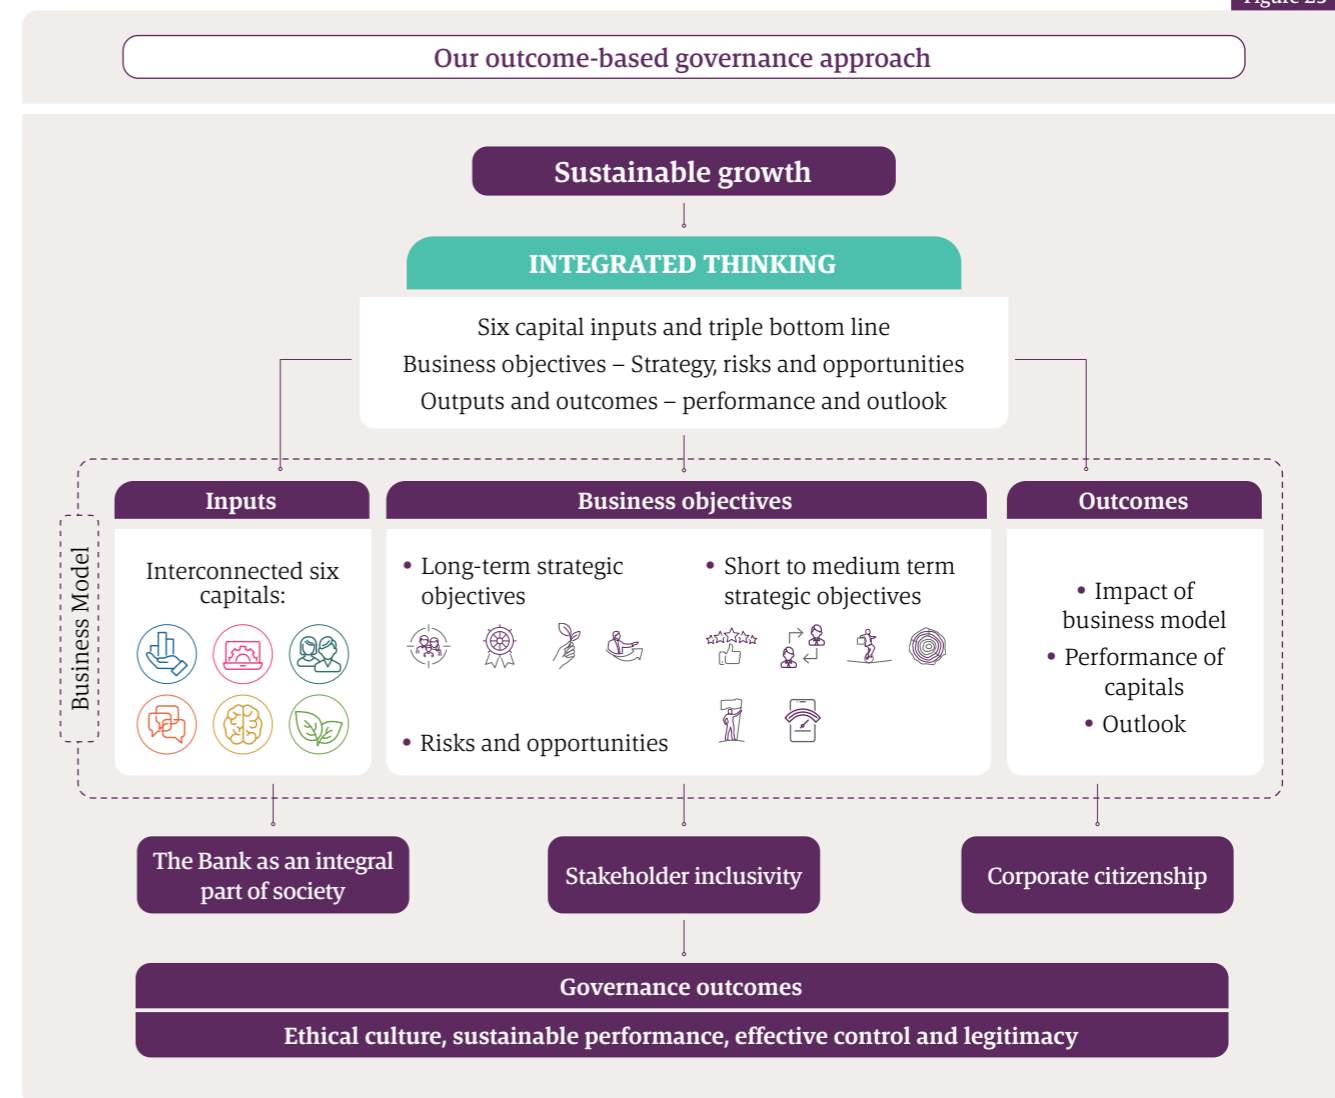 Figure 23
Our outcome-based governance approach
Sustainable growth
INTEGRATED THINKING
Six capital inputs and triple bottom line
Business objectives – Strategy, risks and opportunities
Outputs and outcomes – performance and outlook
Business Model
Inputs
Interconnected six
capitals:
Business objectives
• Long-term strategic
objectives
• Risks and opportunities
• Short to medium term
strategic objectives
Outcomes
• Impact of
business model
• Performance of
capitals
• Outlook
The Bank as an integral
part of society
Stakeholder inclusivity
Corporate citizenship
Governance outcomes
Ethical culture, sustainable performance, effective control and legitimacy